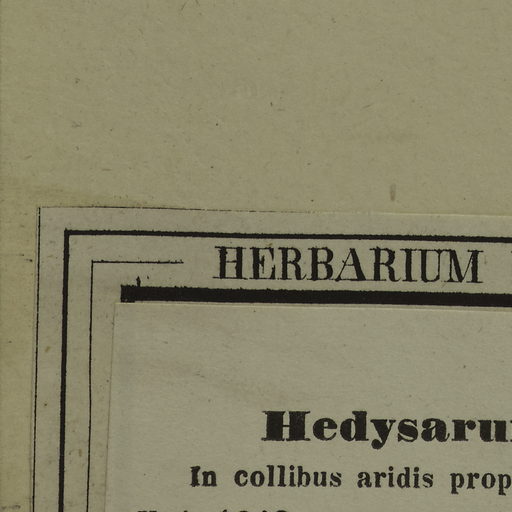 HERBARIUM
Hedysaru
In collibus aridis prop